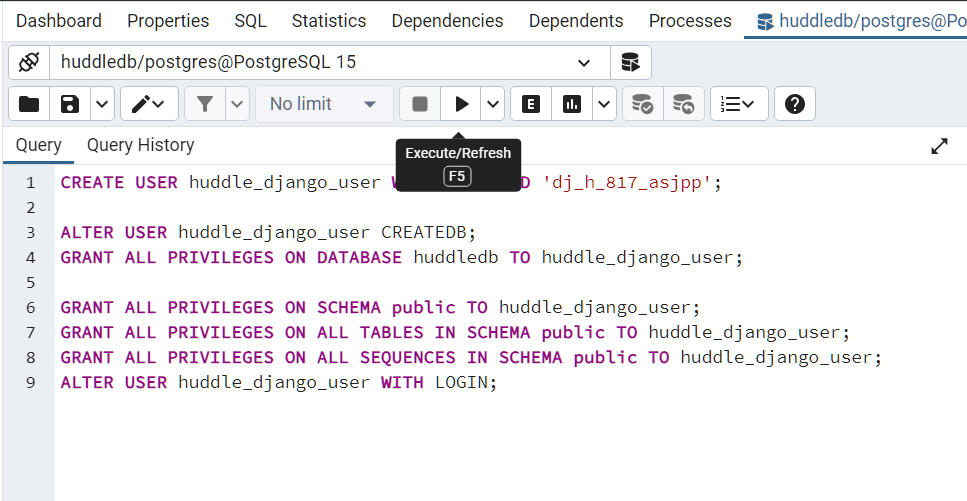 Dashboard Properties SQL Statistics Dependencies Dependents Processes huddledb/postgres@Po
huddledb/postgres@PostgreSQL 15
No limit E ?
Query Query History
Execute/Refresh
F5
1 CREATE USER huddle_django_user D 'dj_h_817_asjpp';
2
3 ALTER USER huddle_django_user CREATEDB;
4 GRANT ALL PRIVILEGES ON DATABASE huddledb TO huddle_django_user;
5
6 GRANT ALL PRIVILEGES ON SCHEMA public TO huddle_django_user;
7 GRANT ALL PRIVILEGES ON ALL TABLES IN SCHEMA public TO huddle_django_user;
8 GRANT ALL PRIVILEGES ON ALL SEQUENCES IN SCHEMA public TO huddle_django_user;
9 ALTER USER huddle_django_user WITH LOGIN;